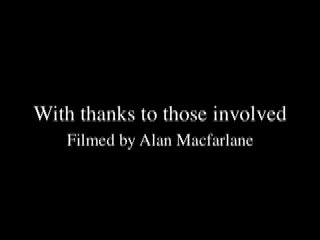 With thanks to those involved
Filmed by Alan Macfarlane